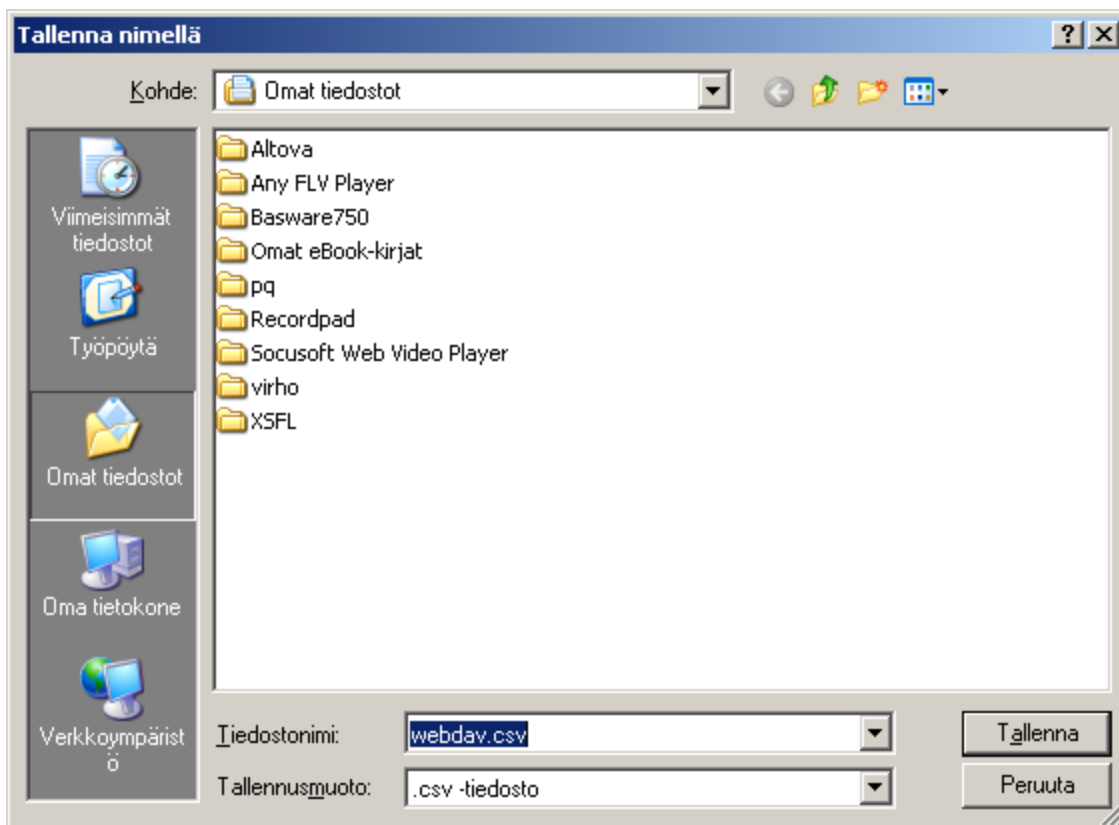 Tallenna nimellä
Kohde:
Omat tiedostot
Viimeisimmät
tiedostot
Työpöytä
Omat tiedostot
Oma tietokone
Verkkoympärist
ö
Altova
Any FLV Player
Basware750
Omat eBook-kirjat
pq
Recordpad
Socusoft Web Video Player
virho
XSFL
Tiedostonimi:
webdav.csv
Tallenna
Tallennusmuoto:
.csv -tiedosto
Peruuta